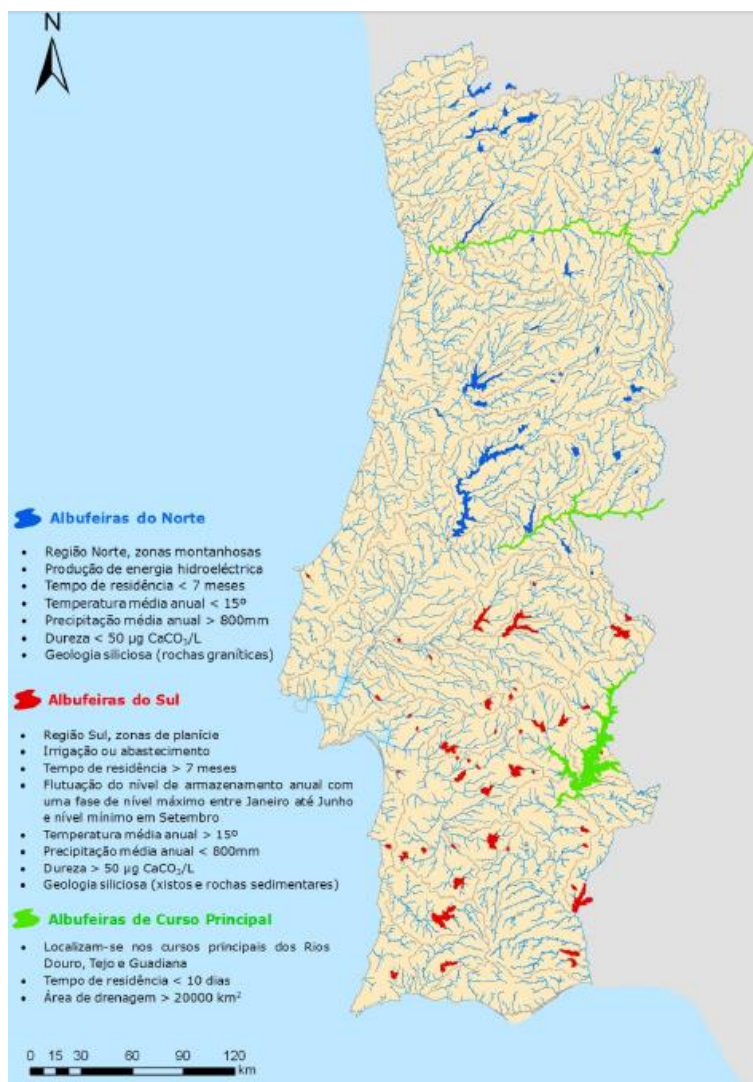 N
Albufeiras do Norte
• Região Norte, zonas montanhosas
• Produção de energia hidroeléctrica
• Tempo de residência < 7 meses
• Temperatura média anual < 15º
• Precipitação média anual > 800mm
• Dureza < 50 µg CaCO₃/L
• Geologia siliciosa (rochas graníticas)
Albufeiras do Sul
• Região Sul, zonas de planície
• Irrigação ou abastecimento
• Tempo de residência > 7 meses
• Flutuação do nível de armazenamento anual com
uma fase de nível máximo entre Janeiro até Junho
e nível mínimo em Setembro
• Temperatura média anual > 15º
• Precipitação média anual < 800mm
• Dureza > 50 µg CaCO₃/L
• Geologia siliciosa (xistos e rochas sedimentares)
Albufeiras de Curso Principal
• Localizam-se nos cursos principais dos Rios
Douro, Tejo e Guadiana
• Tempo de residência < 10 dias
• Área de drenagem > 20000 km²
0 15 30 60 90 120
km